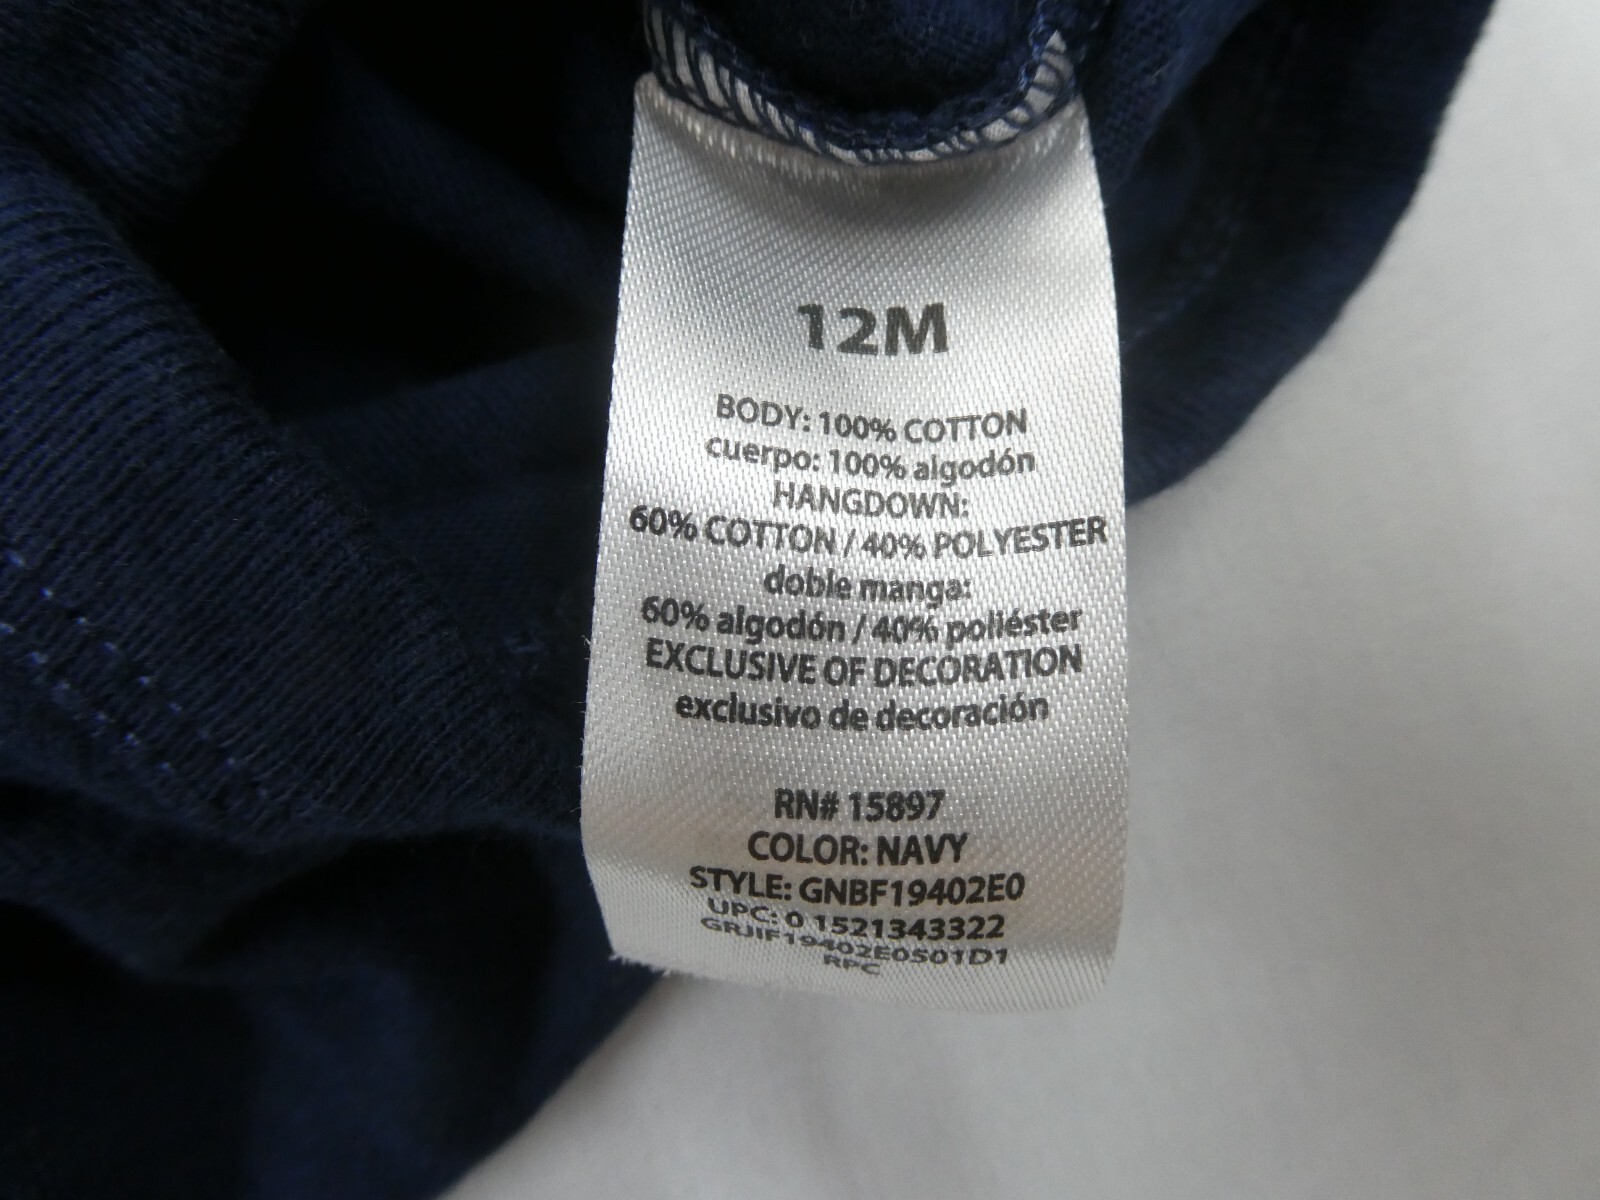 12M
BODY: 100% COTTON
cuerpo: 100% algodón
HANGDOWN:
60% COTTON / 40% POLYESTER
doble manga:
60% algodón / 40% poliéster
EXCLUSIVE OF DECORATION
exclusivo de decoración
RN# 15897
COLOR: NAVY
STYLE: GNBF19402E0
UPC: 0 1521343322
GRJIF19402E0S01D1
RPC